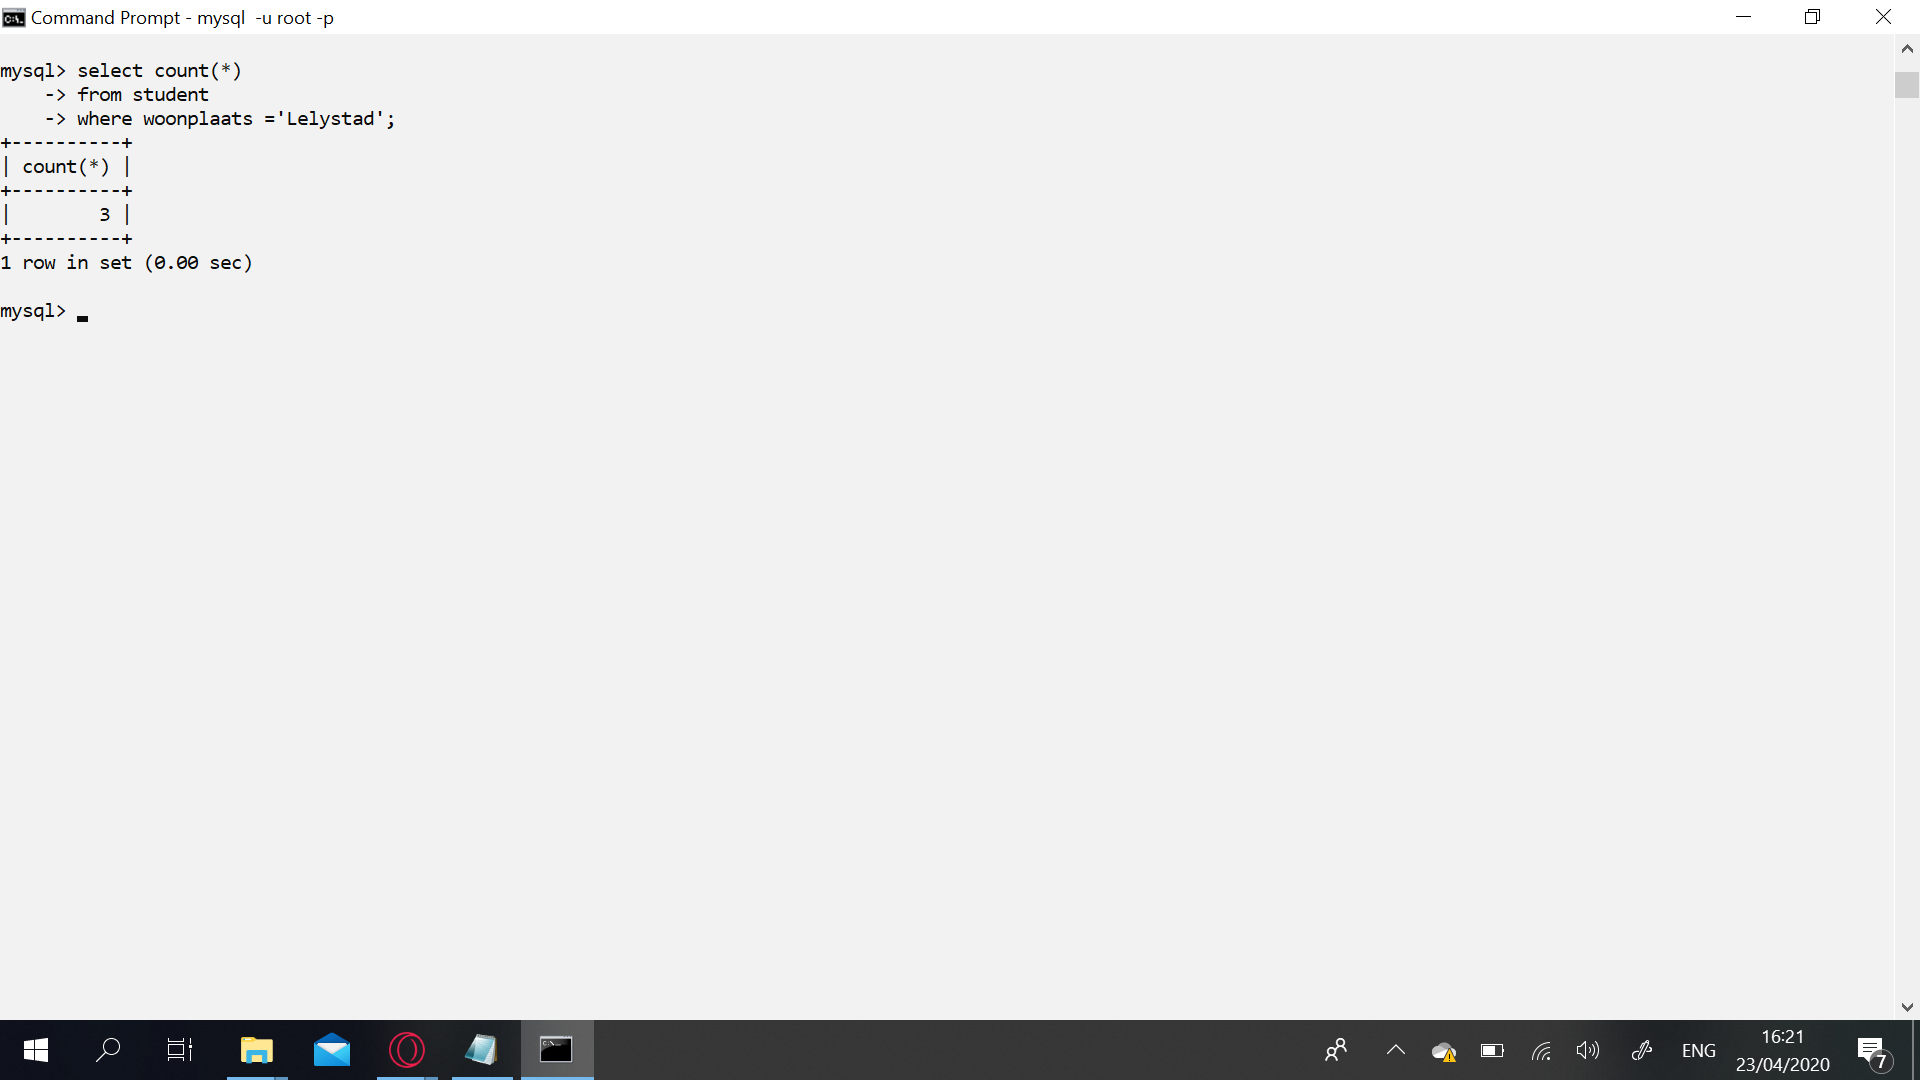 Command Prompt - mysql  -u root -p
mysql> select count(*)
    -> from student
    -> where woonplaats ='Lelystad';
+----------+
| count(*) |
+----------+
|        3 |
+----------+
1 row in set (0.00 sec)
mysql>
ENG
16:21
23/04/2020
7